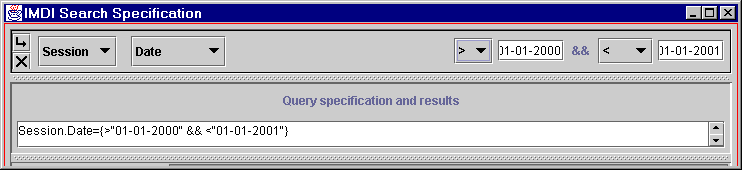 IMDI Search Specification
Session Date > 01-01-2000 && < 01-01-2001
Query specification and results
Session.Date={>"01-01-2000" && <"01-01-2001"}